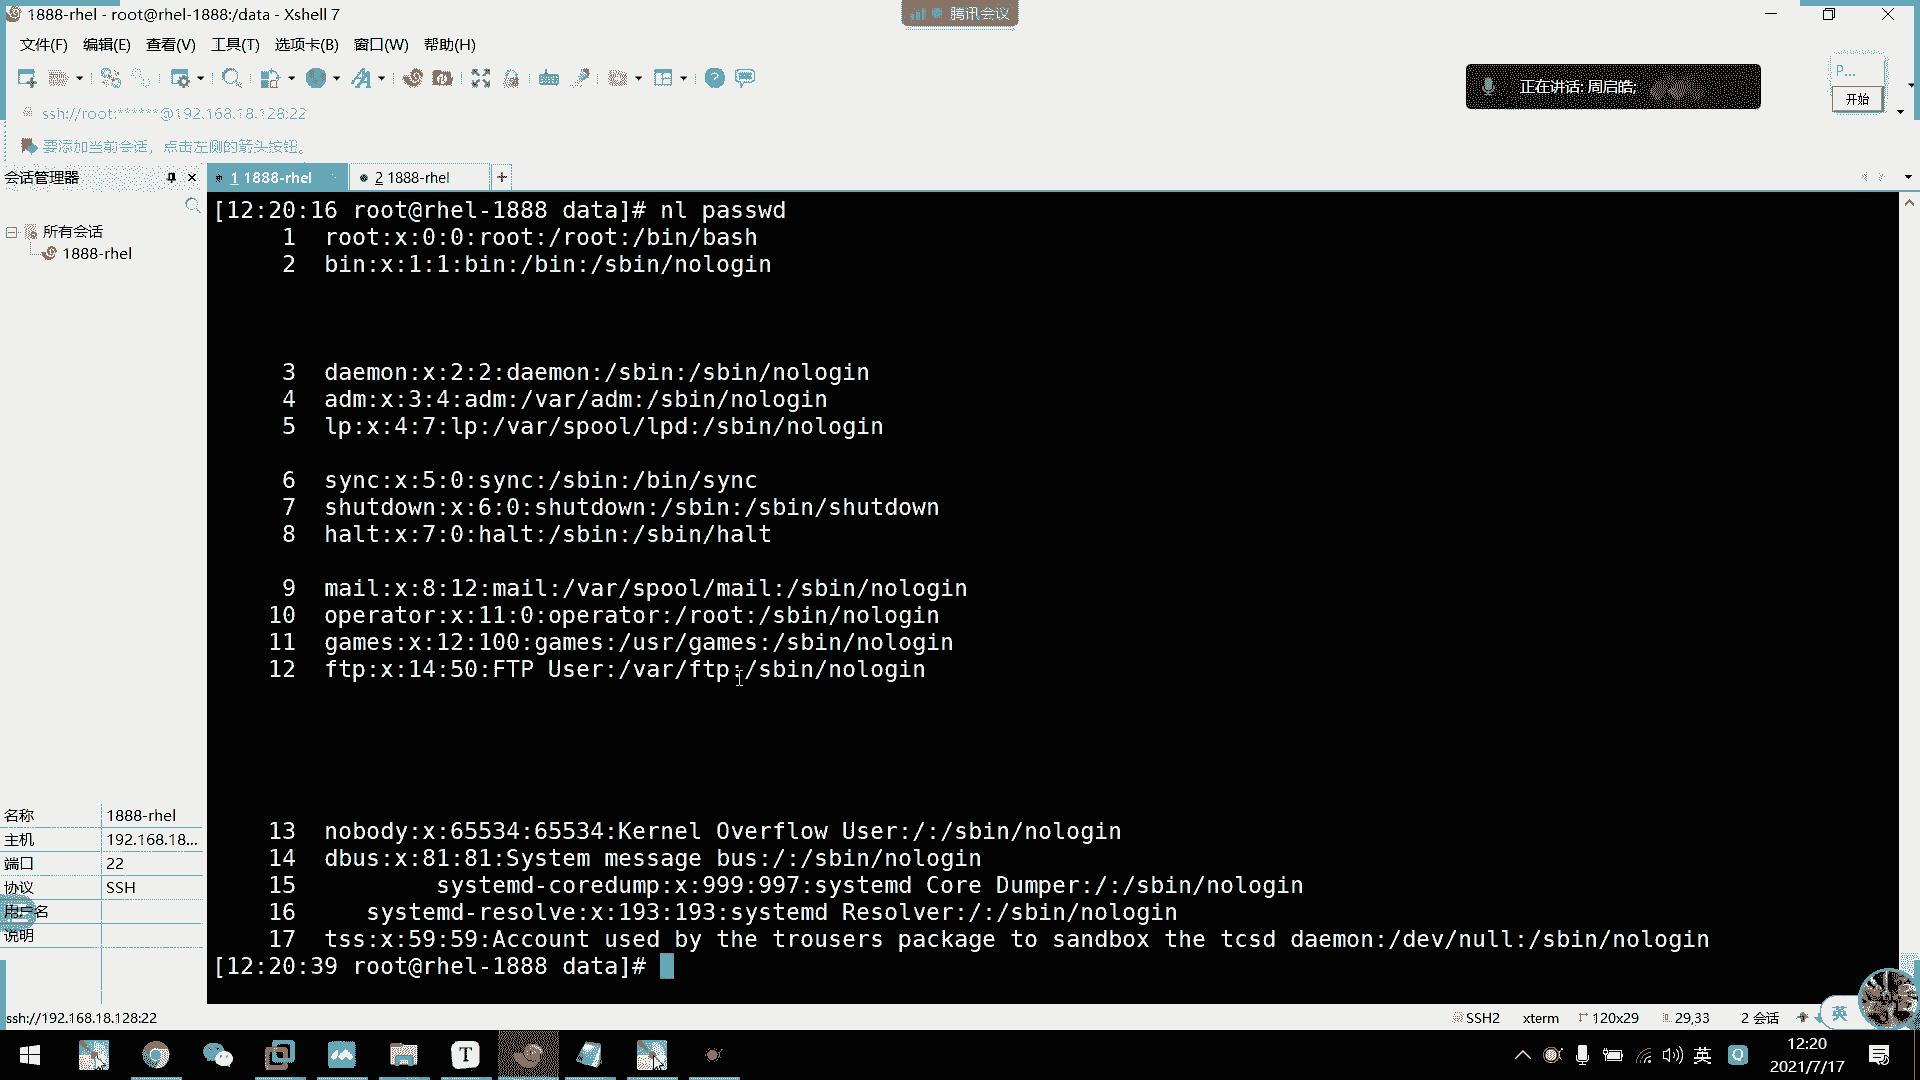 1888-rhel - root@rhel-1888:/data - Xshell 7
腾讯会议
文件(F) 编辑(E) 查看(V) 工具(T) 选项卡(B) 窗口(W) 帮助(H)
正在讲话: 周启皓;
P...
开始
ssh://root:******@192.168.18.128:22
要添加当前会话，点击左侧的箭头按钮。
会话管理器
1 1888-rhel
2 1888-rhel
所有会话
1888-rhel
[12:20:16 root@rhel-1888 data]# nl passwd
1 root:x:0:0:root:/root:/bin/bash
2 bin:x:1:1:bin:/bin:/sbin/nologin
3 daemon:x:2:2:daemon:/sbin:/sbin/nologin
4 adm:x:3:4:adm:/var/adm:/sbin/nologin
5 lp:x:4:7:lp:/var/spool/lpd:/sbin/nologin
6 sync:x:5:0:sync:/sbin:/bin/sync
7 shutdown:x:6:0:shutdown:/sbin:/sbin/shutdown
8 halt:x:7:0:halt:/sbin:/sbin/halt
9 mail:x:8:12:mail:/var/spool/mail:/sbin/nologin
10 operator:x:11:0:operator:/root:/sbin/nologin
11 games:x:12:100:games:/usr/games:/sbin/nologin
12 ftp:x:14:50:FTP User:/var/ftp:/sbin/nologin
13 nobody:x:65534:65534:Kernel Overflow User:/:/sbin/nologin
14 dbus:x:81:81:System message bus:/:/sbin/nologin
15 systemd-coredump:x:999:997:systemd Core Dumper:/:/sbin/nologin
16 systemd-resolve:x:193:193:systemd Resolver:/:/sbin/nologin
17 tss:x:59:59:Account used by the trousers package to sandbox the tcsd daemon:/dev/null:/sbin/nologin
[12:20:39 root@rhel-1888 data]#
名称 1888-rhel
主机 192.168.18...
端口 22
协议 SSH
用户名
说明
ssh://192.168.18.128:22
SSH2 xterm 120x29 29,33 2 会话
英
英
12:20
2021/7/17